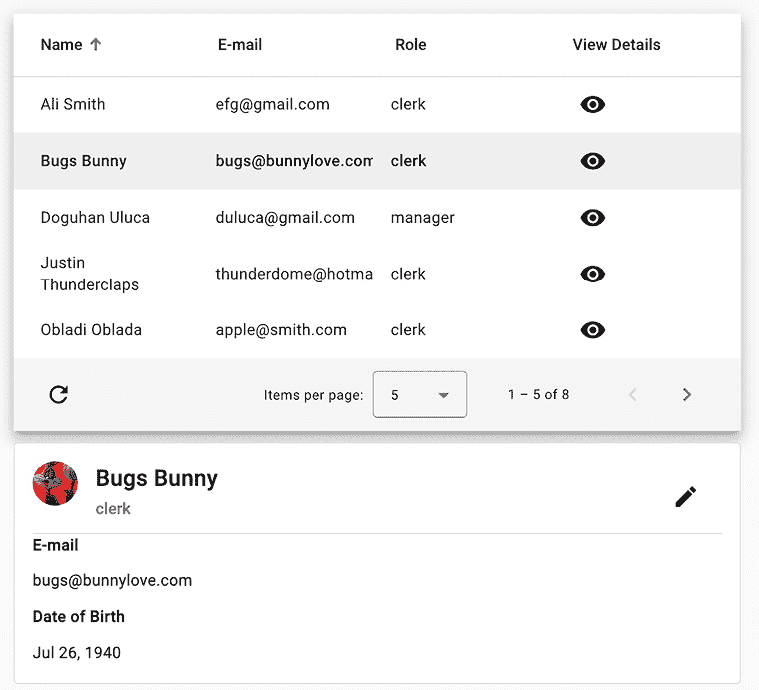 Name E-mail Role View Details
Ali Smith efg@gmail.com clerk
Bugs Bunny bugs@bunnylove.com clerk
Doguhan Uluca duluca@gmail.com manager
Justin
Thunderclaps thunderdome@hotma clerk
Obladi Oblada apple@smith.com clerk
Items per page: 5 1 – 5 of 8
Bugs Bunny
clerk
E-mail
bugs@bunnylove.com
Date of Birth
Jul 26, 1940